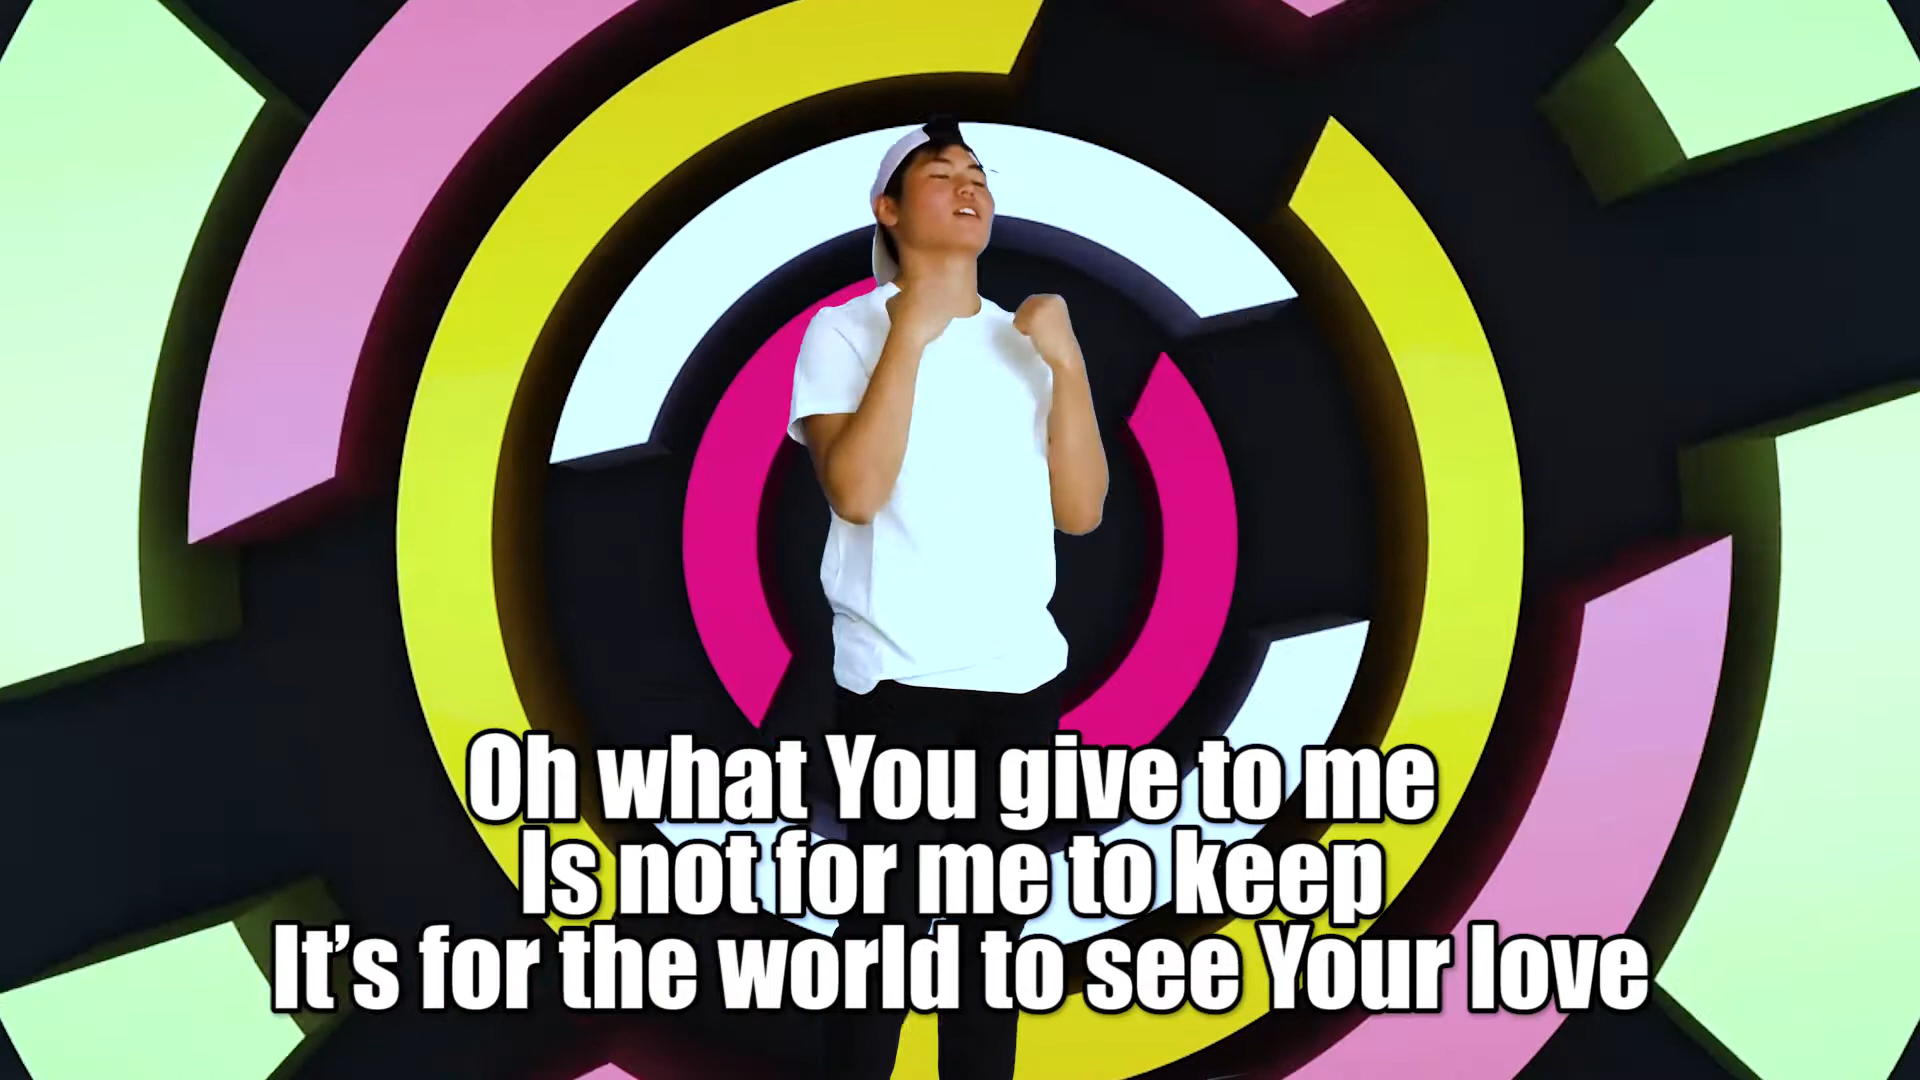 Oh what You give to me
Is not for me to keep
It’s for the world to see Your love